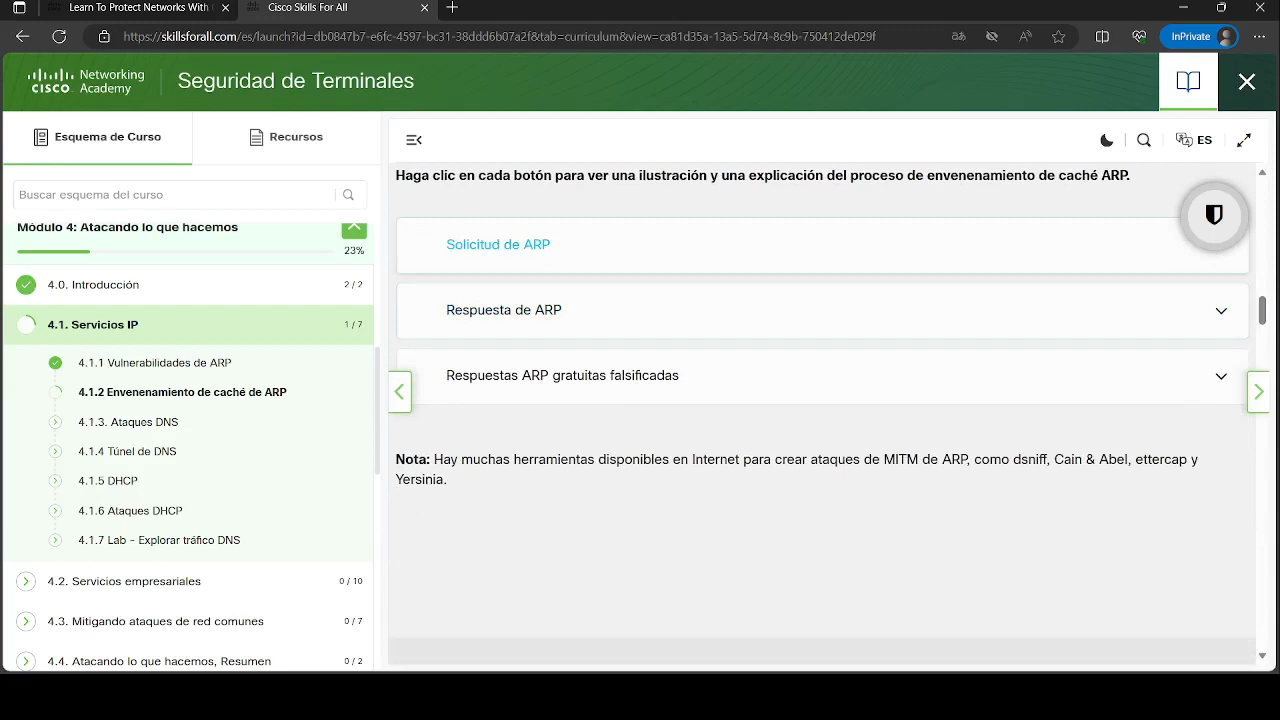 Learn To Protect Networks With
Cisco Skills For All
https://skillsforall.com/es/launch?id=db0847b7-e6fc-4597-bc31-38ddd6b07a2f&tab=curriculum&view=ca81d35a-13a5-5d74-8c9b-750412de029f
InPrivate
Networking
CISCO Academy
Seguridad de Terminales
Esquema de Curso
Recursos
ES
Buscar esquema del curso
Módulo 4: Atacando lo que hacemos
23%
4.0. Introducción 2 / 2
4.1. Servicios IP 1 / 7
4.1.1 Vulnerabilidades de ARP
4.1.2 Envenenamiento de caché de ARP
4.1.3. Ataques DNS
4.1.4 Túnel de DNS
4.1.5 DHCP
4.1.6 Ataques DHCP
4.1.7 Lab - Explorar tráfico DNS
4.2. Servicios empresariales 0 / 10
4.3. Mitigando ataques de red comunes 0 / 7
4.4. Atacando lo que hacemos, Resumen 0 / 2
Haga clic en cada botón para ver una ilustración y una explicación del proceso de envenenamiento de caché ARP.
Solicitud de ARP
Respuesta de ARP
Respuestas ARP gratuitas falsificadas
Nota: Hay muchas herramientas disponibles en Internet para crear ataques de MITM de ARP, como dsniff, Cain & Abel, ettercap y
Yersinia.